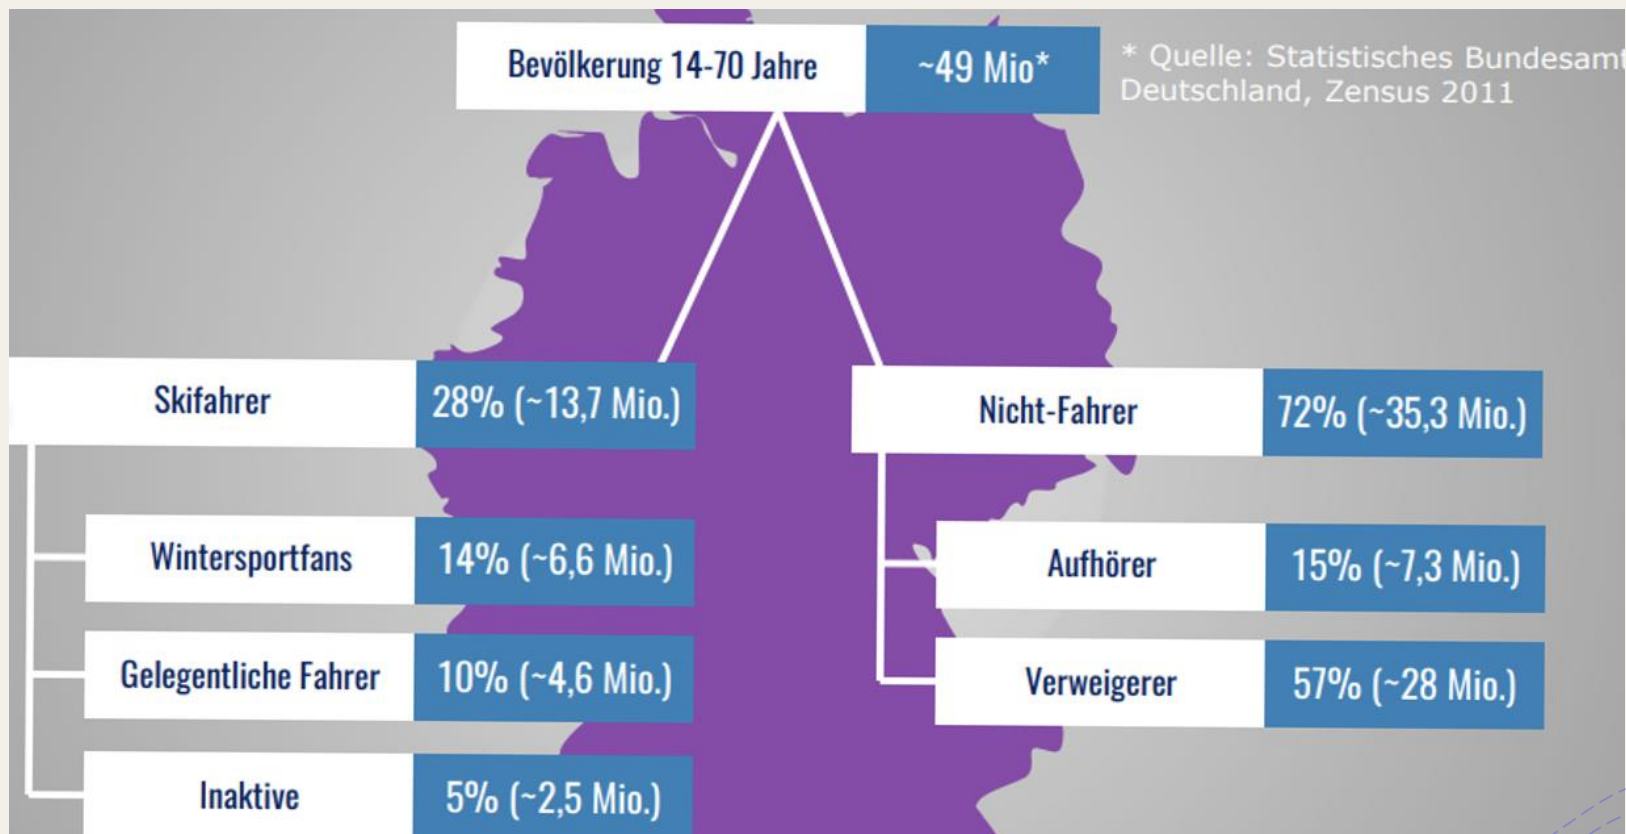 Bevölkerung 14-70 Jahre
~49 Mio*
* Quelle: Statistisches Bundesamt
Deutschland, Zensus 2011
Skifahrer
28% (~13,7 Mio.)
Nicht-Fahrer
72% (~35,3 Mio.)
Wintersportfans
14% (~6,6 Mio.)
Aufhörer
15% (~7,3 Mio.)
Gelegentliche Fahrer
10% (~4,6 Mio.)
Verweigerer
57% (~28 Mio.)
Inaktive
5% (~2,5 Mio.)